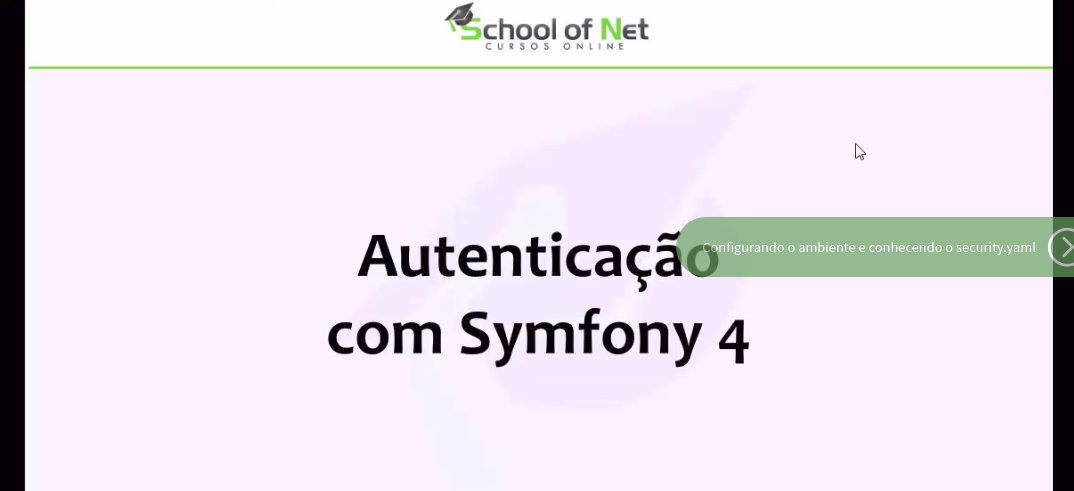 School of Net
CURSOS ONLINE
Configurando o ambiente e conhecendo o security.yaml
Autenticação
com Symfony 4